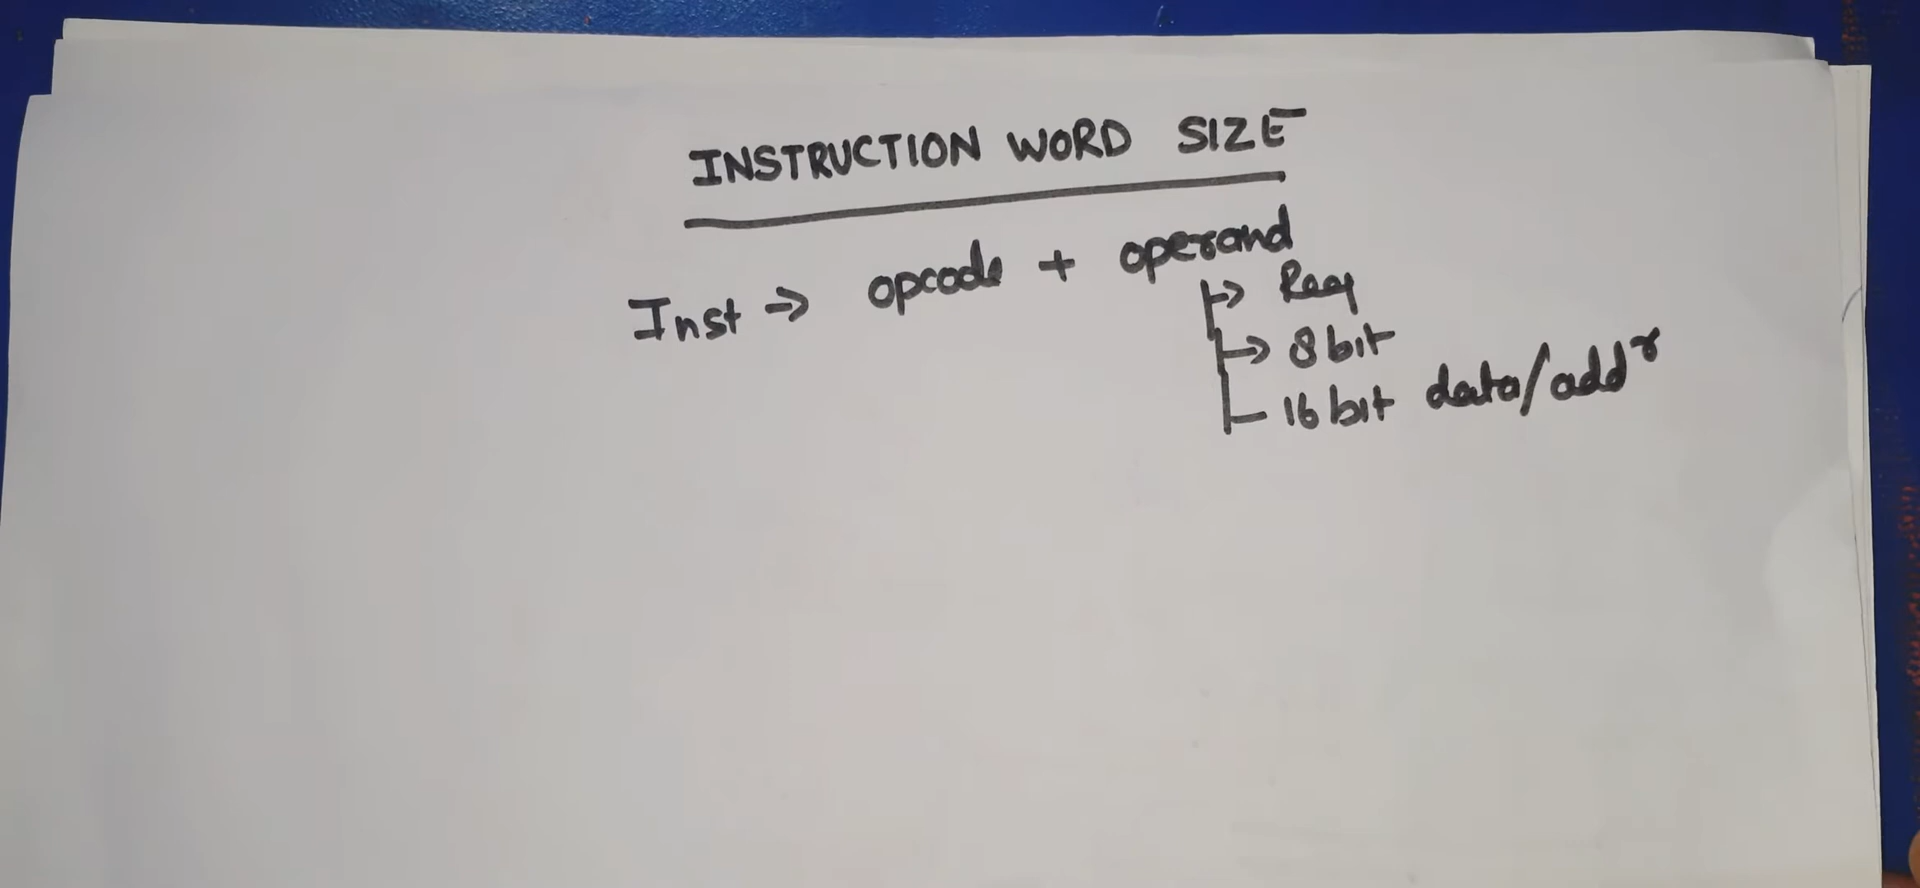 INSTRUCTION WORD SIZE
Inst => opcode + operand
→ Reg
→ 8 bit
- 16 bit data/addr